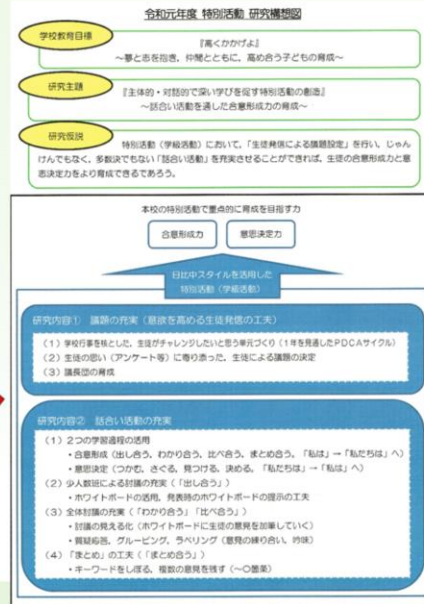 令和元年度 特別活動 研究構想図
学校教育目標
『高くかかげよ』
～夢と志を抱き、仲間とともに、高め合う子どもの育成～
研究主題
『主体的・対話的で深い学びを促す特別活動の創造』
～話合い活動を通した合意形成力の育成～
研究仮説
特別活動（学級活動）において、「生徒発信による議題設定」を行い、じゃん
けんでもなく、多数決でもない「話合い活動」を充実させることができれば、生徒の合意形成力と意
志決定力をより育成できるであろう。
本校の特別活動で重点的に育成を目指す力
合意形成力
意思決定力
日比中スタイルを活用した
特別活動（学級活動）
研究内容① 議題の充実（意欲を高める生徒発信の工夫）
（１）学校行事を核とした、生徒がチャレンジしたいと思う単元づくり（１年を見通したPDCAサイクル）
（２）生徒の思い（アンケート等）に寄り添った、生徒による議題の決定
（３）議長団の育成
研究内容② 話合い活動の充実
（１）２つの学習過程の活用
・合意形成（出し合う、わかり合う、比べ合う、まとめ合う。「私は」→「私たちは」へ）
・意思決定（つかむ、さぐる、見つける、決める。「私たちは」→「私は」へ）
（２）少人数班による討議の充実（「出し合う」）
・ホワイトボードの活用、発表時のホワイトボードの提示の工夫
（３）全体討議の充実（「わかり合う」「比べ合う」）
・討議の見える化（ホワイトボードに生徒の意見を加筆していく）
・質疑応答、グルーピング、ラベリング（意見の練り合い、吟味）
（４）「まとめ」の工夫（「まとめ合う」）
・キーワードをしぼる、複数の意見を残す（～〇箇条）